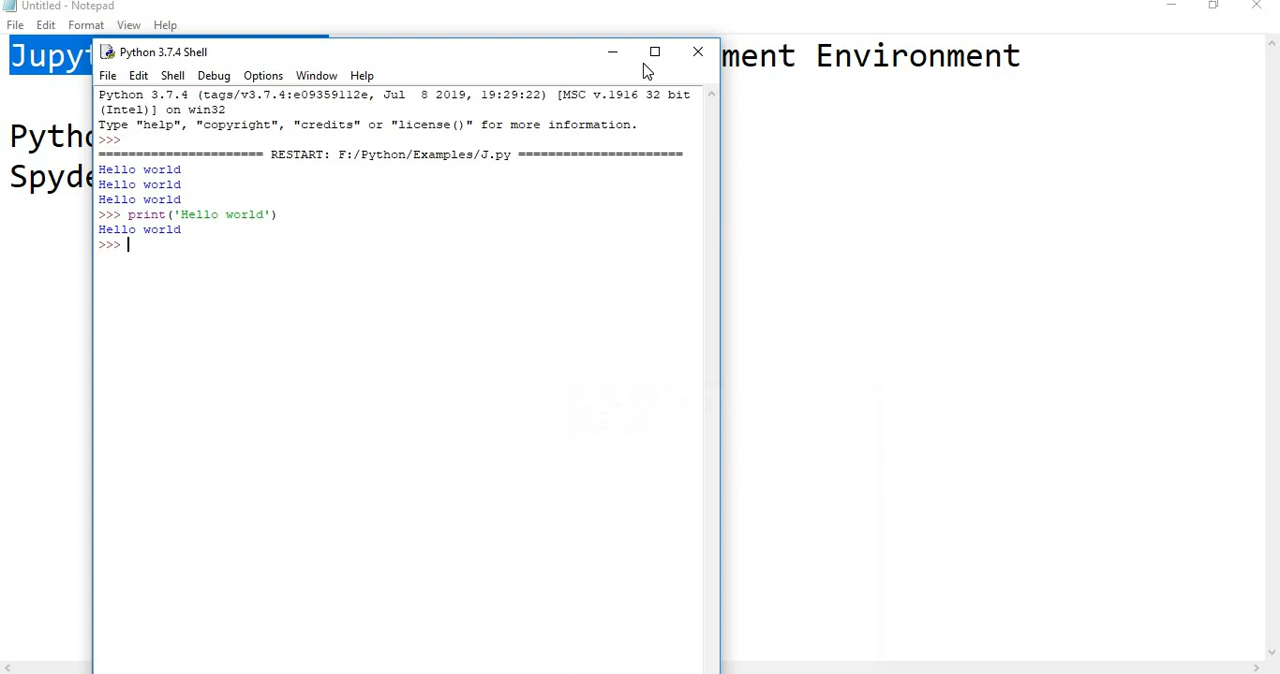 Untitled - Notepad
File Edit Format View Help
Jupyt
ment Environment
Pytho
Spyde
Python 3.7.4 Shell
File Edit Shell Debug Options Window Help
Python 3.7.4 (tags/v3.7.4:e09359112e, Jul  8 2019, 19:29:22) [MSC v.1916 32 bit
(Intel)] on win32
Type "help", "copyright", "credits" or "license()" for more information.
>>>
====================== RESTART: F:/Python/Examples/J.py ======================
Hello world
Hello world
Hello world
>>> print('Hello world')
Hello world
>>>